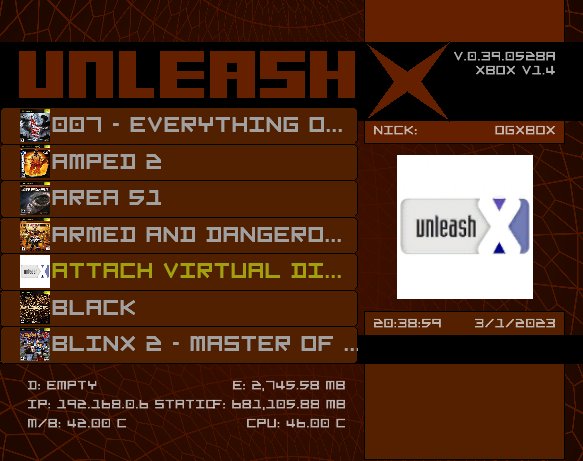 UNLEASH X
V.0.39.0528A
XBOX V1.4
NICK: OGXBOX
007 - EVERYTHING O...
AMPED 2
AREA 51
ARMED AND DANGERO...
ATTACH VIRTUAL DI...
BLACK
BLINX 2 - MASTER OF ...
unleash X
20:38:59 3/1/2023
D: EMPTY E: 2,745.58 MB
IP: 192.168.0.6 STATIC F: 681,105.88 MB
M/B: 42.00 C CPU: 46.00 C